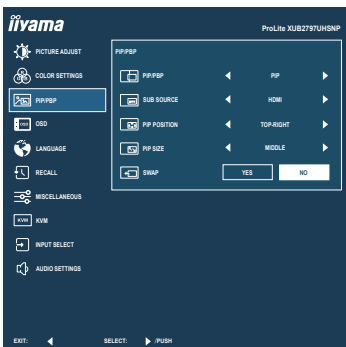 iiyama
ProLite XUB2797UHSNP
PICTURE ADJUST
COLOR SETTINGS
PIP/PBP
OSD
OSD
LANGUAGE
RECALL
MISCELLANEOUS
KVM
KVM
INPUT SELECT
AUDIO SETTINGS
PIP/PBP
PIP/PBP PIP
SUB SOURCE HDMI
PIP POSITION TOP-RIGHT
PIP SIZE MIDDLE
SWAP YES NO
EXIT: SELECT: /PUSH